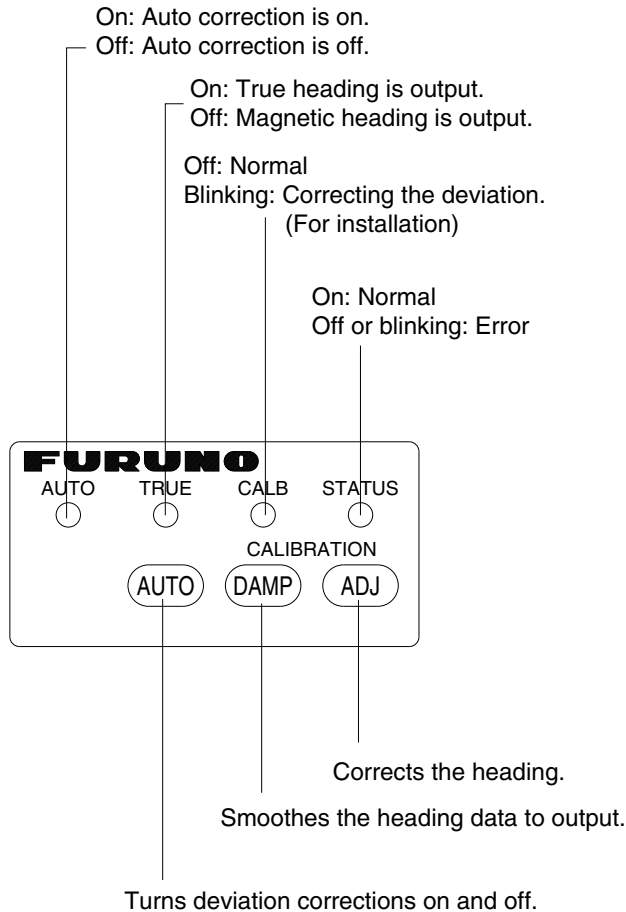 On: Auto correction is on.
Off: Auto correction is off.
On: True heading is output.
Off: Magnetic heading is output.
Off: Normal
Blinking: Correcting the deviation.
(For installation)
On: Normal
Off or blinking: Error
FURUNO
AUTO TRUE CALB STATUS
CALIBRATION
AUTO DAMP ADJ
Corrects the heading.
Smoothes the heading data to output.
Turns deviation corrections on and off.